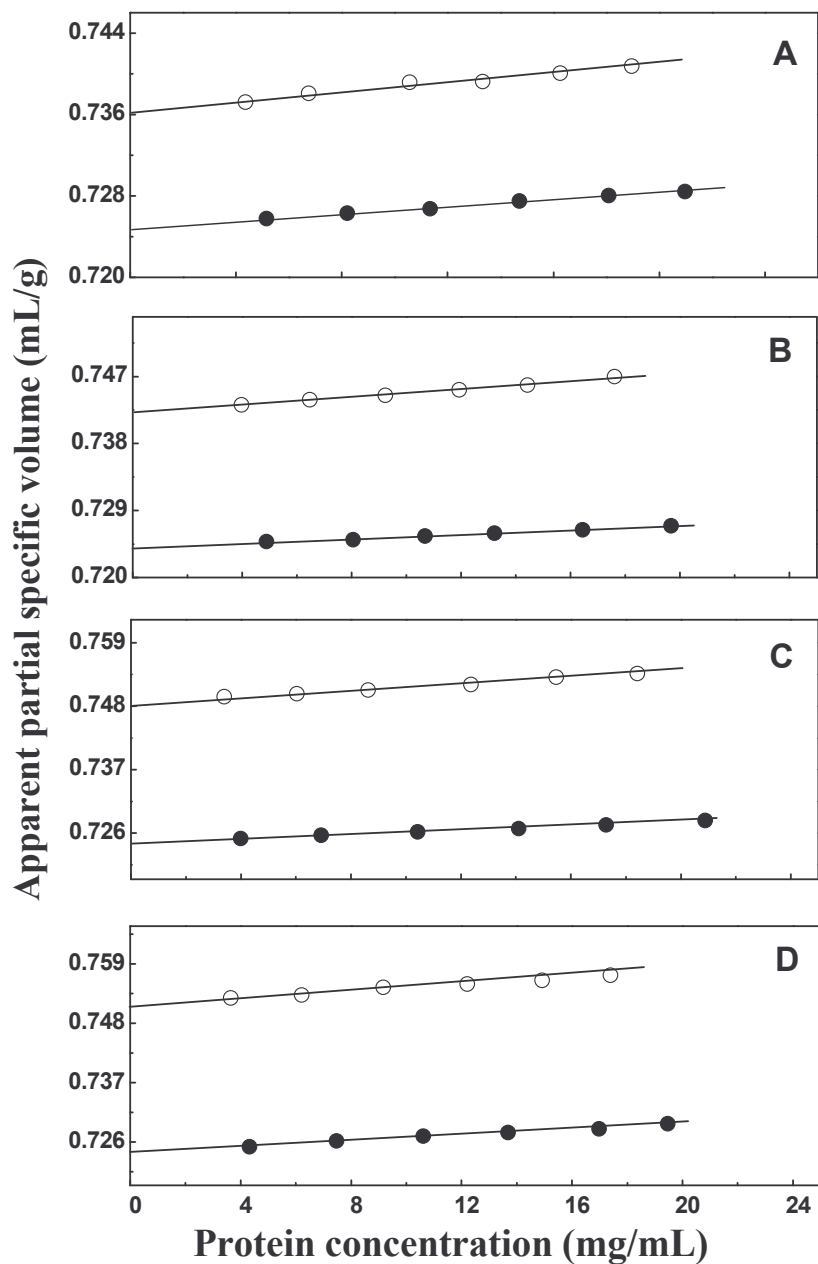 Apparent partial specific volume (mL/g)
0.744
0.736
0.728
0.720
A
0.747
0.738
0.729
0.720
B
0.759
0.748
0.737
0.726
C
0.759
0.748
0.737
0.726
D
0 4 8 12 16 20 24
Protein concentration (mg/mL)